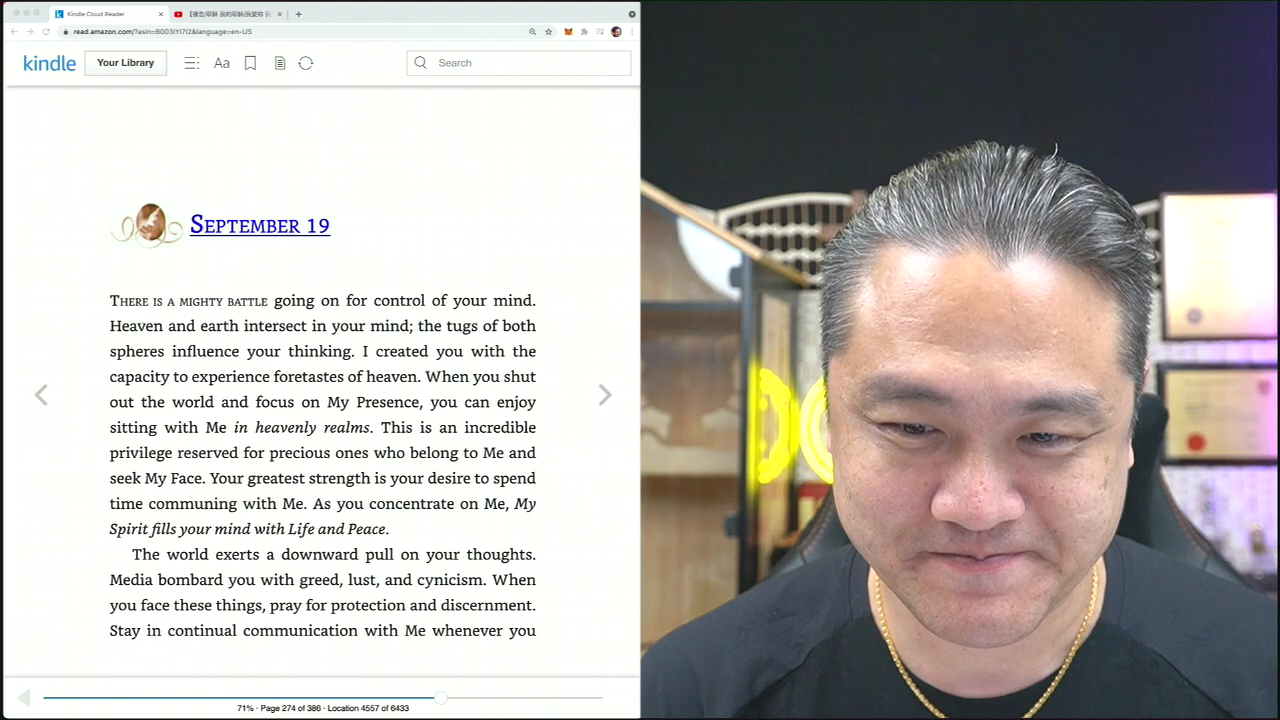 Kindle Cloud Reader
read.amazon.com/?asin=B003IYI7I2&language=en-US
kindle
Your Library
Aa
Search
SEPTEMBER 19
THERE IS A MIGHTY BATTLE going on for control of your mind.
Heaven and earth intersect in your mind; the tugs of both
spheres influence your thinking. I created you with the
capacity to experience foretastes of heaven. When you shut
out the world and focus on My Presence, you can enjoy
sitting with Me in heavenly realms. This is an incredible
privilege reserved for precious ones who belong to Me and
seek My Face. Your greatest strength is your desire to spend
time communing with Me. As you concentrate on Me, My
Spirit fills your mind with Life and Peace.
The world exerts a downward pull on your thoughts.
Media bombard you with greed, lust, and cynicism. When
you face these things, pray for protection and discernment.
Stay in continual communication with Me whenever you
71% · Page 274 of 386 · Location 4557 of 6433